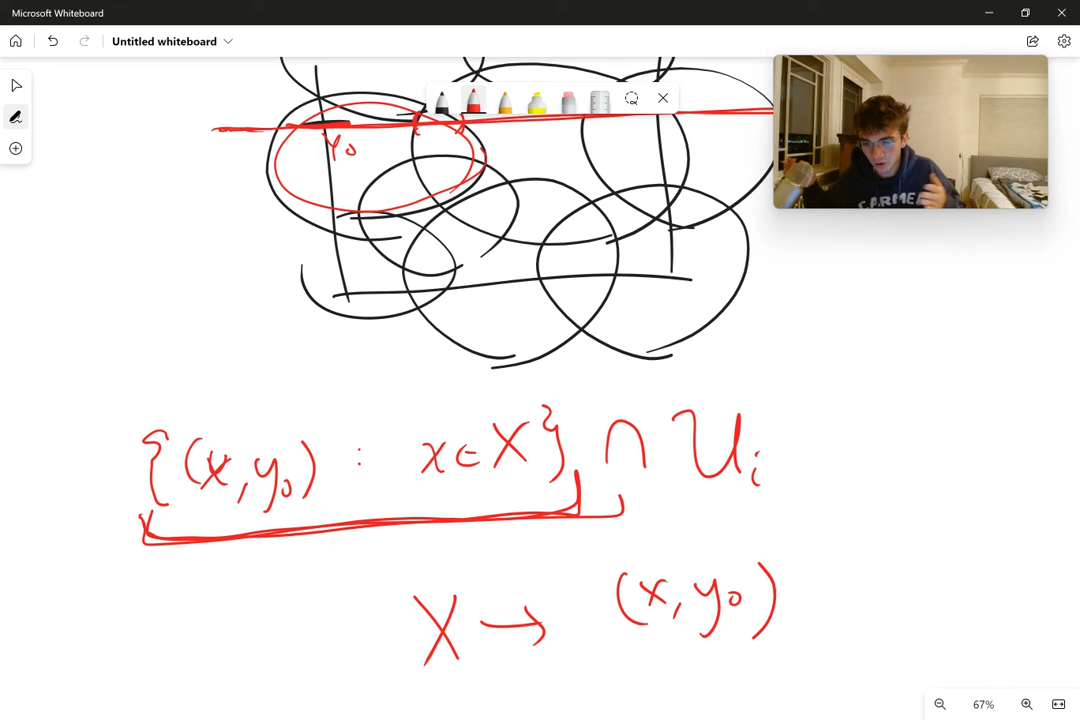 Microsoft Whiteboard
Untitled whiteboard
y₀
{(x, y₀) : x ∈ X} ∩ 𝒰ᵢ
X → (x, y₀)
67%